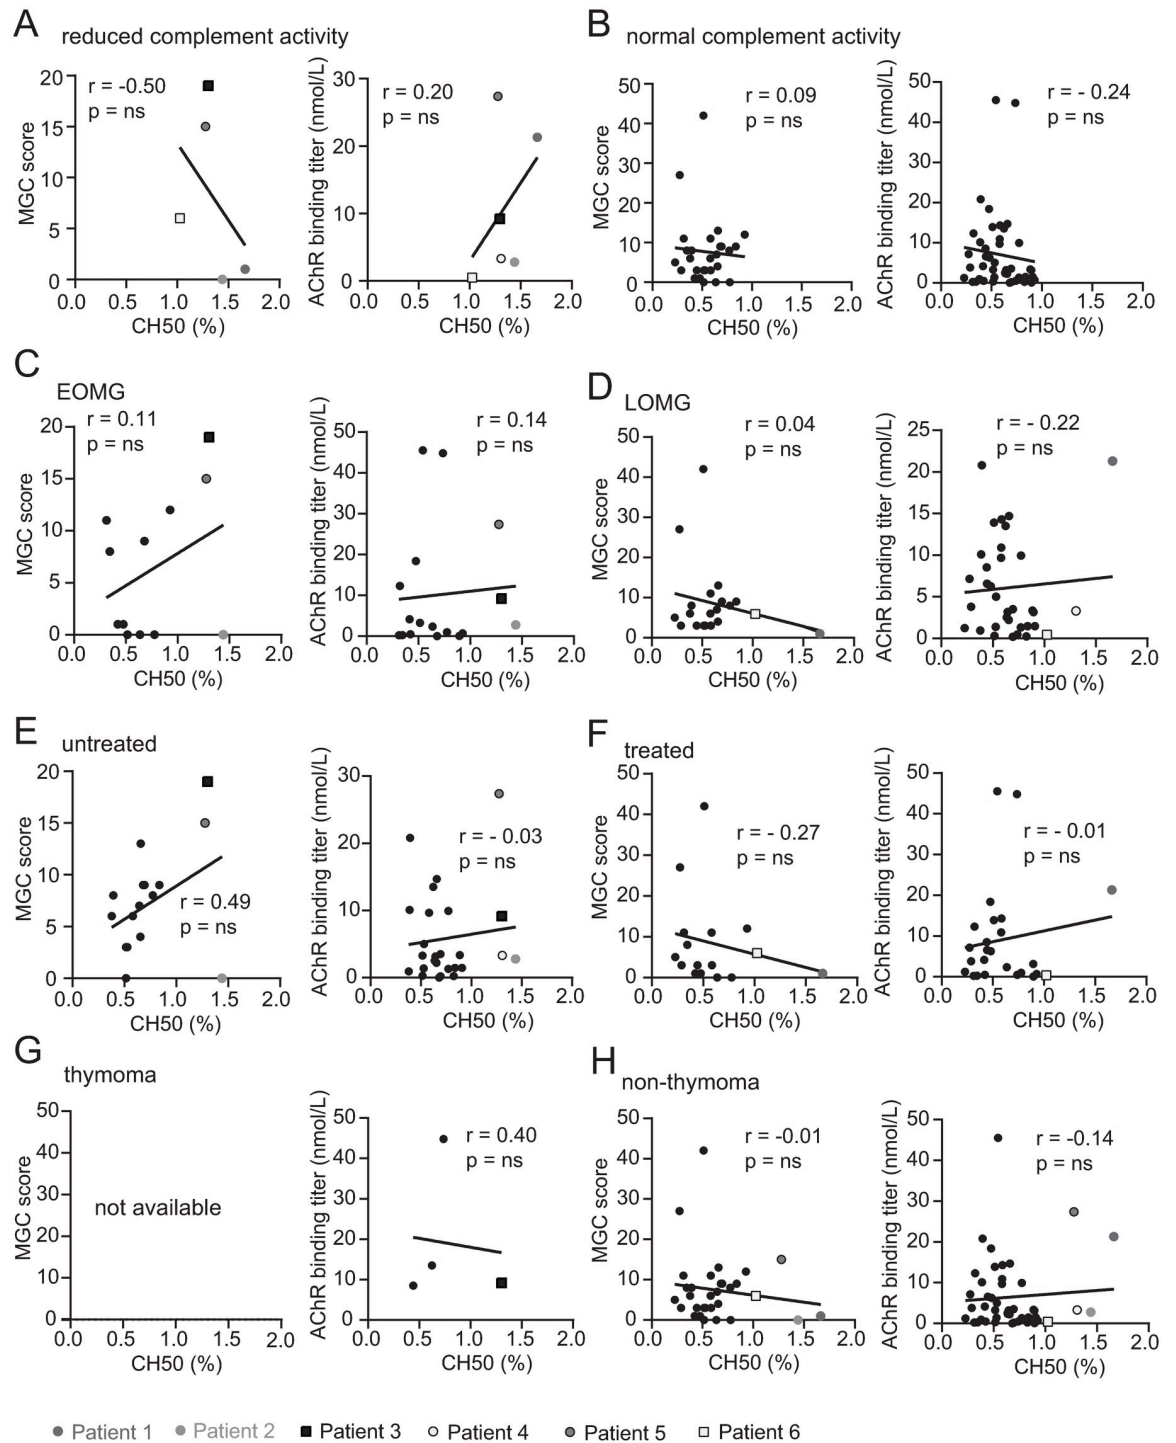 A
reduced complement activity
r = -0.50
p = ns
20
15
10
5
0
MGC score
0.0 0.5 1.0 1.5 2.0
CH50 (%)
r = 0.20
p = ns
30
20
10
0
AChR binding titer (nmol/L)
0.0 0.5 1.0 1.5 2.0
CH50 (%)
B
normal complement activity
r = 0.09
p = ns
50
40
30
20
10
0
MGC score
0.0 0.5 1.0 1.5 2.0
CH50 (%)
r = - 0.24
p = ns
50
40
30
20
10
0
AChR binding titer (nmol/L)
0.0 0.5 1.0 1.5 2.0
CH50 (%)
C
EOMG
r = 0.11
p = ns
20
15
10
5
0
MGC score
0.0 0.5 1.0 1.5 2.0
CH50 (%)
r = 0.14
p = ns
50
40
30
20
10
0
AChR binding titer (nmol/L)
0.0 0.5 1.0 1.5 2.0
CH50 (%)
D
LOMG
r = 0.04
p = ns
50
40
30
20
10
0
MGC score
0.0 0.5 1.0 1.5 2.0
CH50 (%)
r = - 0.22
p = ns
25
20
15
10
5
0
AChR binding titer (nmol/L)
0.0 0.5 1.0 1.5 2.0
CH50 (%)
E
untreated
r = 0.49
p = ns
20
15
10
5
0
MGC score
0.0 0.5 1.0 1.5 2.0
CH50 (%)
r = - 0.03
p = ns
30
20
10
0
AChR binding titer (nmol/L)
0.0 0.5 1.0 1.5 2.0
CH50 (%)
F
treated
r = - 0.27
p = ns
50
40
30
20
10
0
MGC score
0.0 0.5 1.0 1.5 2.0
CH50 (%)
r = - 0.01
p = ns
50
40
30
20
10
0
AChR binding titer (nmol/L)
0.0 0.5 1.0 1.5 2.0
CH50 (%)
G
thymoma
not available
50
40
30
20
10
0
MGC score
0.0 0.5 1.0 1.5 2.0
CH50 (%)
r = 0.40
p = ns
50
40
30
20
10
0
AChR binding titer (nmol/L)
0.0 0.5 1.0 1.5 2.0
CH50 (%)
H
non-thymoma
r = -0.01
p = ns
50
40
30
20
10
0
MGC score
0.0 0.5 1.0 1.5 2.0
CH50 (%)
r = -0.14
p = ns
50
40
30
20
10
0
AChR binding titer (nmol/L)
0.0 0.5 1.0 1.5 2.0
CH50 (%)
Patient 1 Patient 2 Patient 3 Patient 4 Patient 5 Patient 6